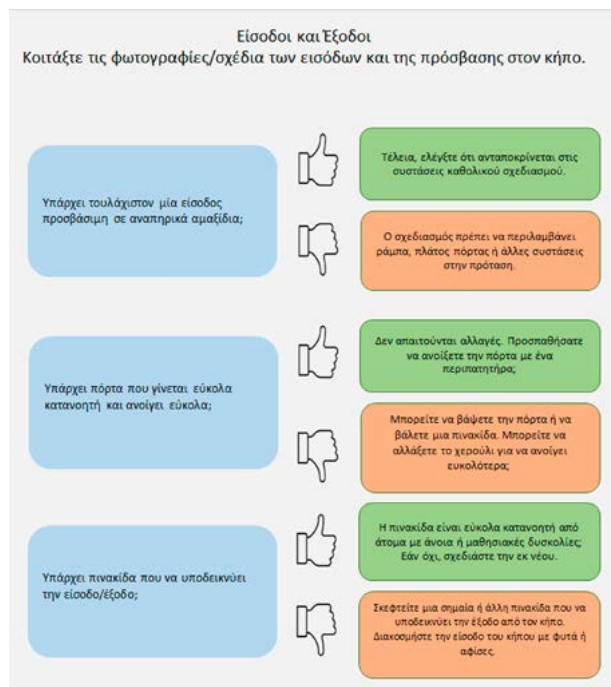 Είσοδοι και Έξοδοι
Κοιτάξτε τις φωτογραφίες/σχέδια των εισόδων και της πρόσβασης στον κήπο.
Υπάρχει τουλάχιστον μία είσοδος
προσβάσιμη σε αναπηρικά αμαξίδια;
Τέλεια, ελέγξτε ότι ανταποκρίνεται στις
συστάσεις καθολικού σχεδιασμού.
Ο σχεδιασμός πρέπει να περιλαμβάνει
ράμπα, πλάτος πόρτας ή άλλες συστάσεις
στην πρόταση.
Υπάρχει πόρτα που γίνεται εύκολα
κατανοητή και ανοίγει εύκολα;
Δεν απαιτούνται αλλαγές. Προσπαθήσατε
να ανοίξετε την πόρτα με ένα
περιπατητήρα;
Μπορείτε να βάψετε την πόρτα ή να
βάλετε μια πινακίδα. Μπορείτε να
αλλάξετε το χερούλι για να ανοίγει
ευκολότερα;
Υπάρχει πινακίδα που να υποδεικνύει
την είσοδο/έξοδο;
Η πινακίδα είναι εύκολα κατανοητή από
άτομα με άνοια ή μαθησιακές δυσκολίες;
Εάν όχι, σχεδιάστε την εκ νέου.
Σκεφτείτε μια σημαία ή άλλη πινακίδα που να
υποδεικνύει την έξοδο από τον κήπο.
Διακοσμήστε την είσοδο του κήπου με φυτά ή
αφίσες.